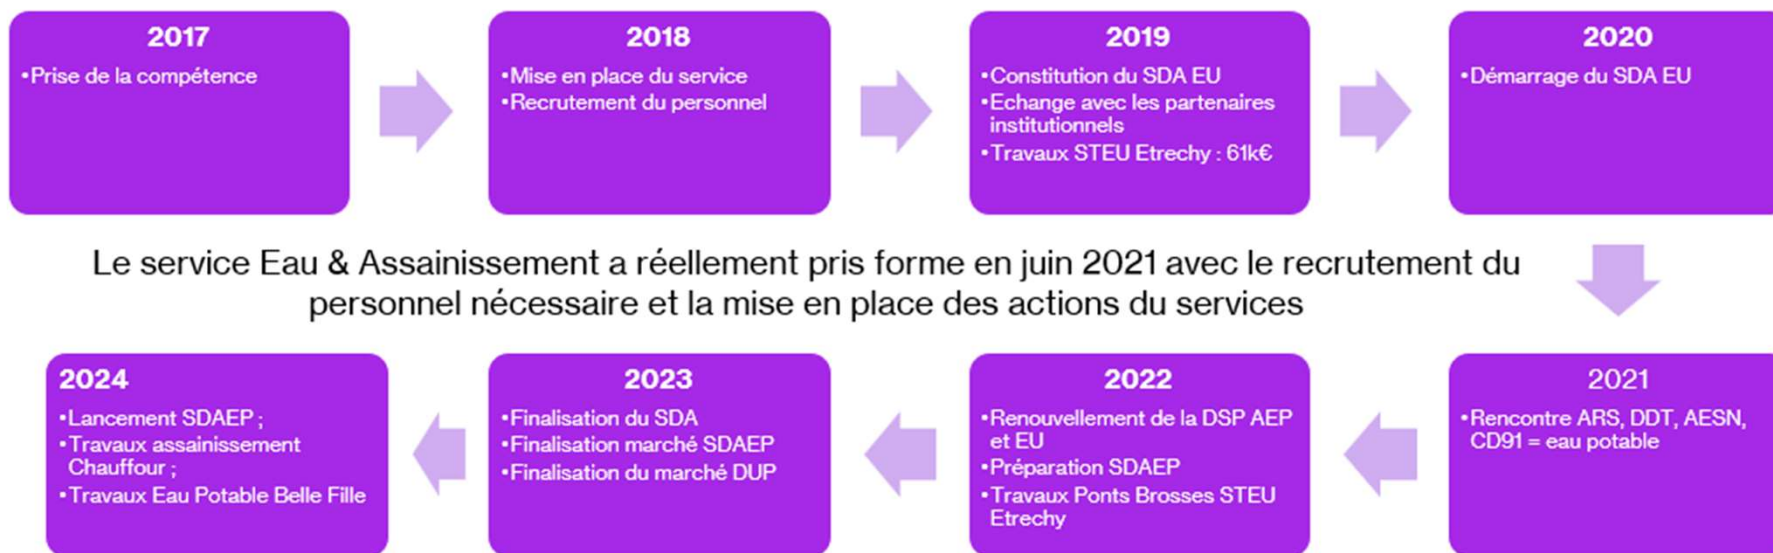 2017
•Prise de la compétence
2018
•Mise en place du service
•Recrutement du personnel
2019
•Constitution du SDA EU
•Echange avec les partenaires
institutionnels
•Travaux STEU Etrechy : 61k€
2020
•Démarrage du SDA EU
Le service Eau & Assainissement a réellement pris forme en juin 2021 avec le recrutement du
personnel nécessaire et la mise en place des actions du services
2021
•Rencontre ARS, DDT, AESN,
CD91 = eau potable
2022
•Renouvellement de la DSP AEP
et EU
•Préparation SDAEP
•Travaux Ponts Brosses STEU
Etrechy
2023
•Finalisation du SDA
•Finalisation marché SDAEP
•Finalisation du marché DUP
2024
•Lancement SDAEP ;
•Travaux assainissement
Chauffour ;
•Travaux Eau Potable Belle Fille